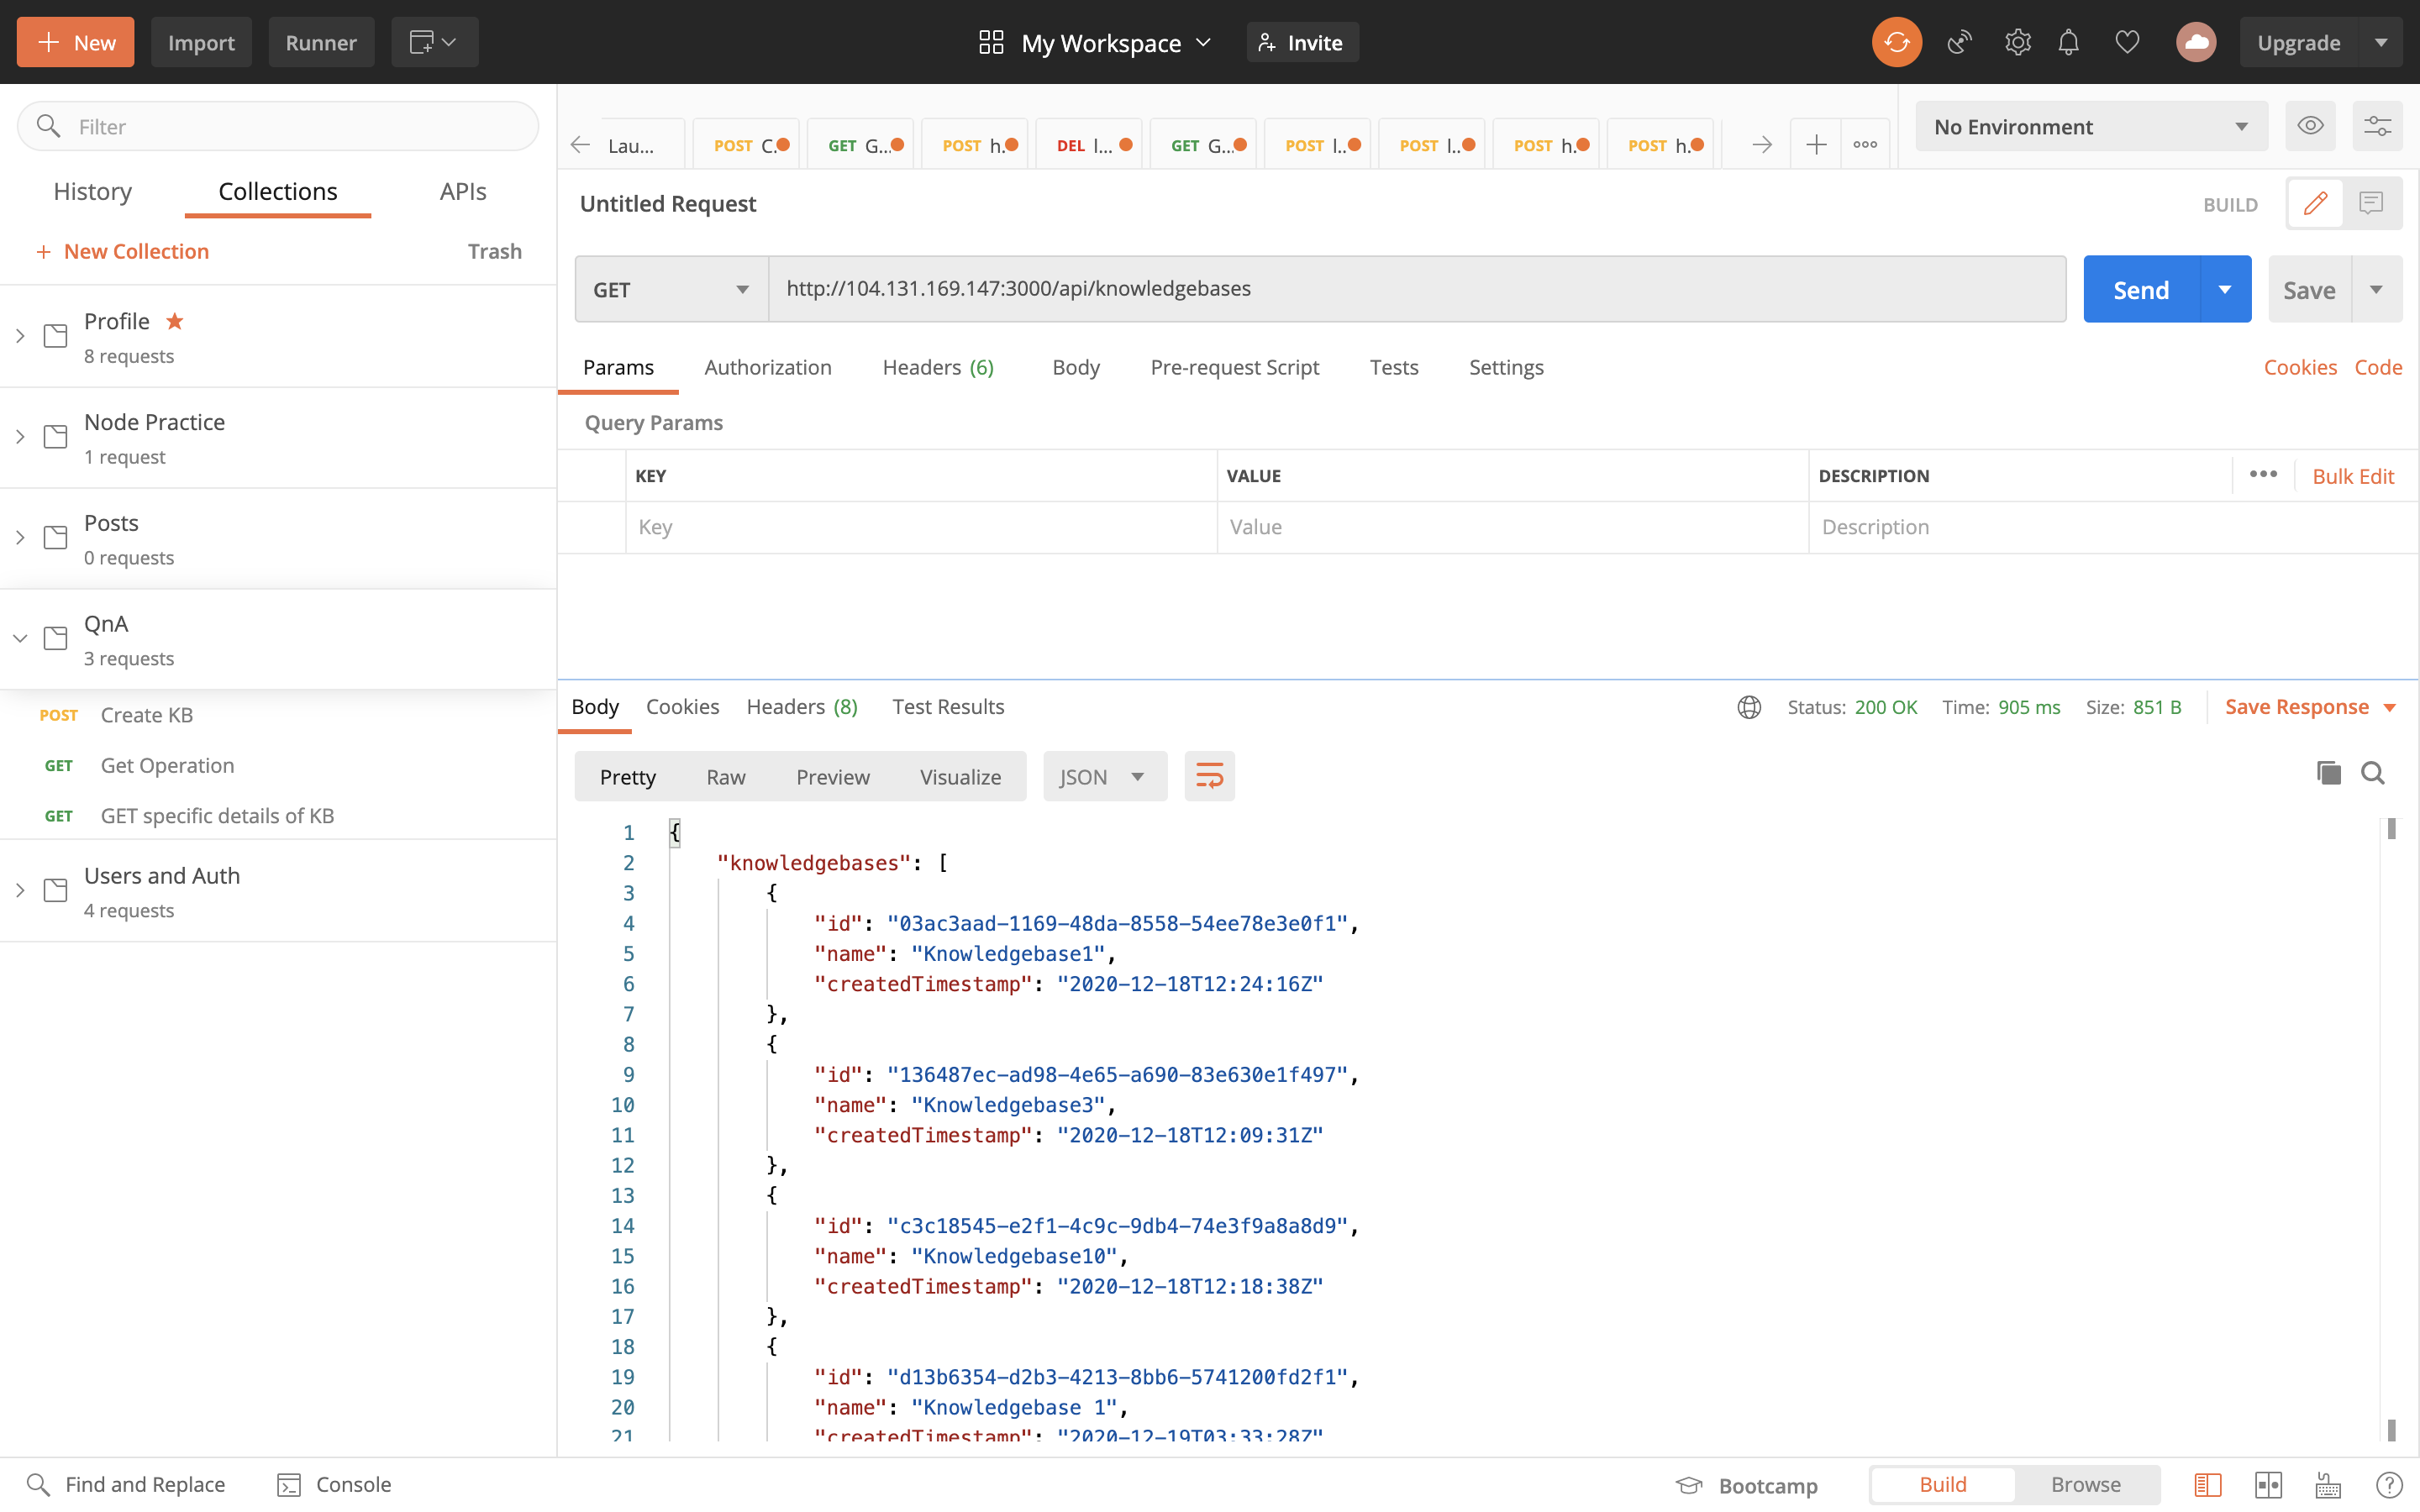 New
Import
Runner
My Workspace
Invite
Upgrade
Filter
History
Collections
APIs
New Collection
Trash
Profile
8 requests
Node Practice
1 request
Posts
0 requests
QnA
3 requests
POST Create KB
GET Get Operation
GET GET specific details of KB
Users and Auth
4 requests
Lau...
POST C.
GET G...
POST h.
DEL l...
GET G...
POST l..
POST l..
POST h.
POST h.
No Environment
Untitled Request
BUILD
GET
http://104.131.169.147:3000/api/knowledgebases
Send
Save
Params
Authorization
Headers (6)
Body
Pre-request Script
Tests
Settings
Cookies
Code
Query Params
KEY
VALUE
DESCRIPTION
Bulk Edit
Key
Value
Description
Body
Cookies
Headers (8)
Test Results
Status: 200 OK
Time: 905 ms
Size: 851 B
Save Response
Pretty
Raw
Preview
Visualize
JSON
1 {
2 "knowledgebases": [
3 {
4 "id": "03ac3aad-1169-48da-8558-54ee78e3e0f1",
5 "name": "Knowledgebase1",
6 "createdTimestamp": "2020-12-18T12:24:16Z"
7 },
8 {
9 "id": "136487ec-ad98-4e65-a690-83e630e1f497",
10 "name": "Knowledgebase3",
11 "createdTimestamp": "2020-12-18T12:09:31Z"
12 },
13 {
14 "id": "c3c18545-e2f1-4c9c-9db4-74e3f9a8a8d9",
15 "name": "Knowledgebase10",
16 "createdTimestamp": "2020-12-18T12:18:38Z"
17 },
18 {
19 "id": "d13b6354-d2b3-4213-8bb6-5741200fd2f1",
20 "name": "Knowledgebase 1",
21 "createdTimestamp": "2020-12-19T03:33:28Z"
Find and Replace
Console
Bootcamp
Build
Browse